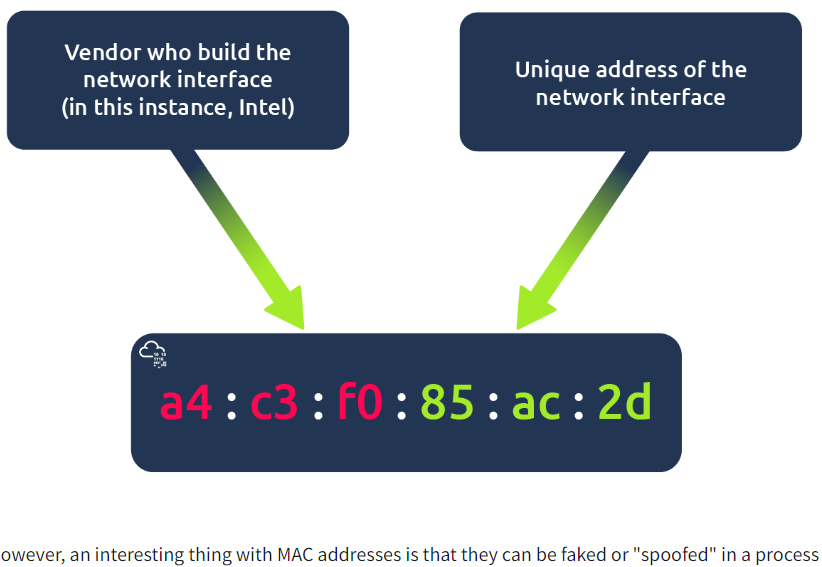 Vendor who build the
network interface
(in this instance, Intel)
Unique address of the
network interface
a4 : c3 : f0 : 85 : ac : 2d
owever, an interesting thing with MAC addresses is that they can be faked or "spoofed" in a process